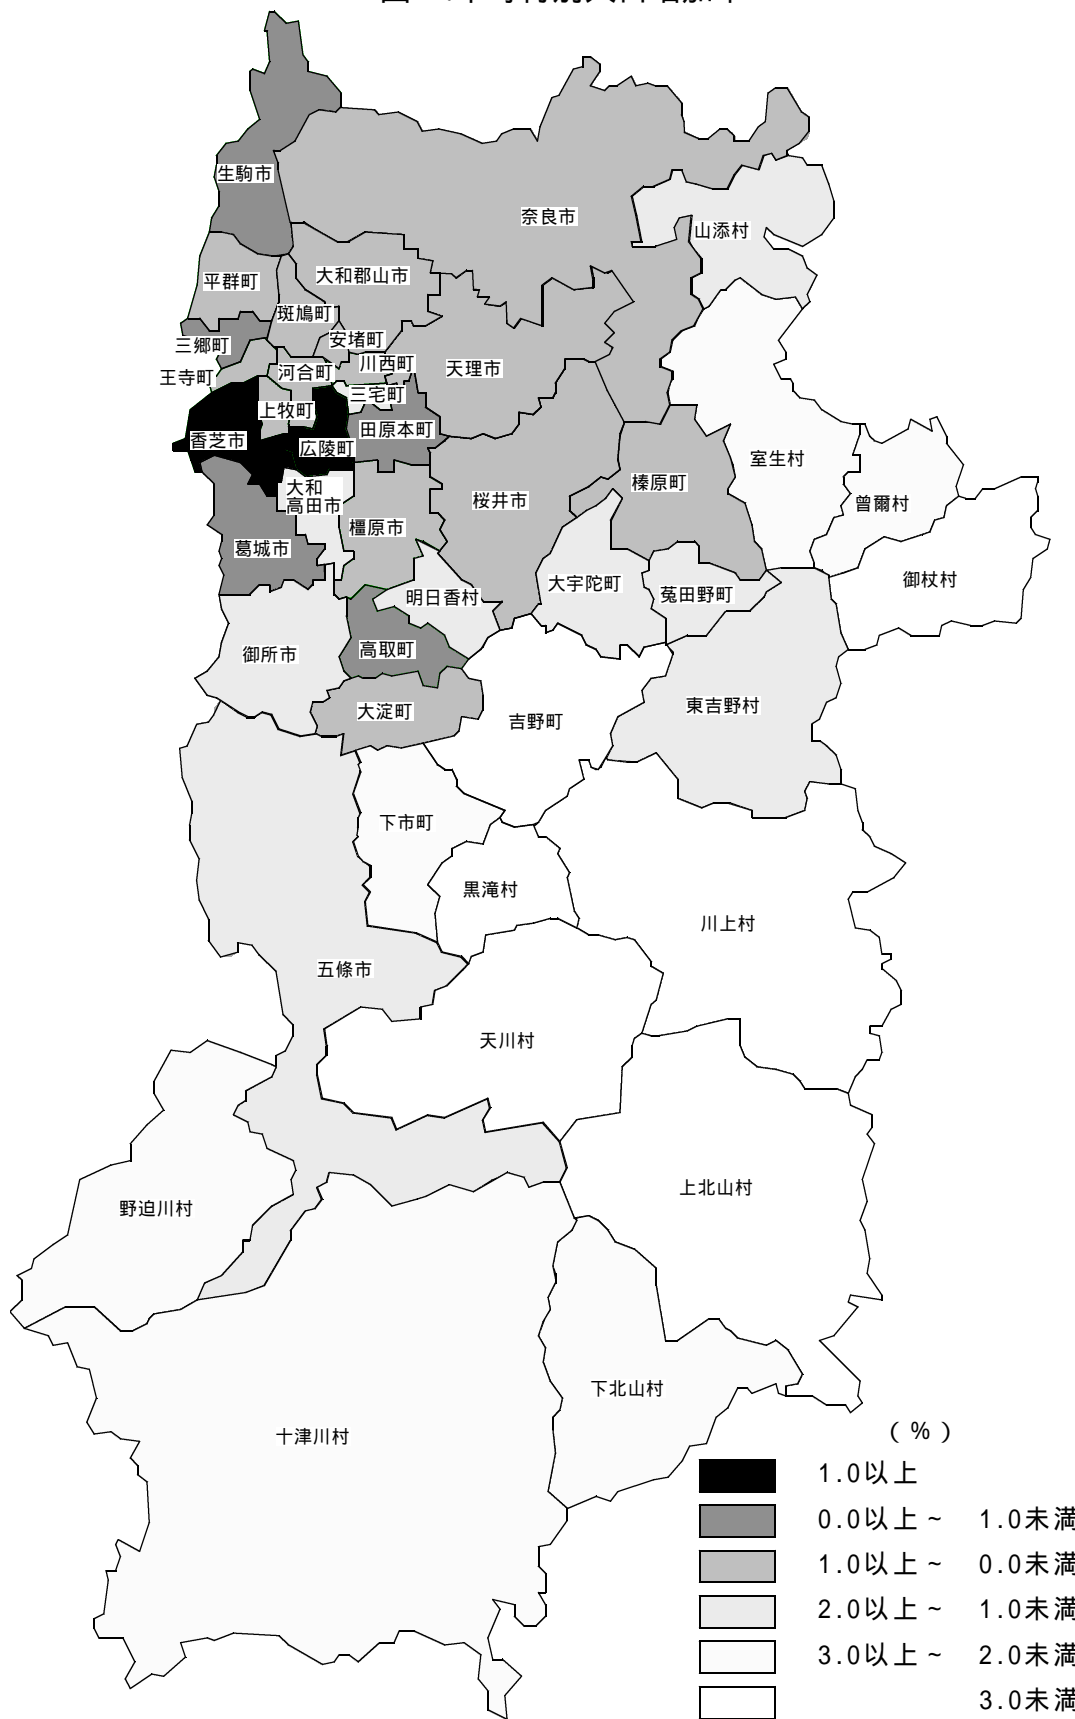 生駒市
奈良市
山添村
平群町
大和郡山市
斑鳩町
安堵町
三郷町
川西町
天理市
王寺町
河合町
三宅町
上牧町
田原本町
香芝市
広陵町
室生村
大和
高田市
榛原町
桜井市
曽爾村
橿原市
葛城市
御杖村
大宇陀町
菟田野町
明日香村
高取町
御所市
東吉野村
大淀町
吉野町
下市町
黒滝村
川上村
五條市
天川村
上北山村
野迫川村
下北山村
十津川村
(%)
1.0以上
0.0以上~ 1.0未満
1.0以上~ 0.0未満
2.0以上~ 1.0未満
3.0以上~ 2.0未満
3.0未満